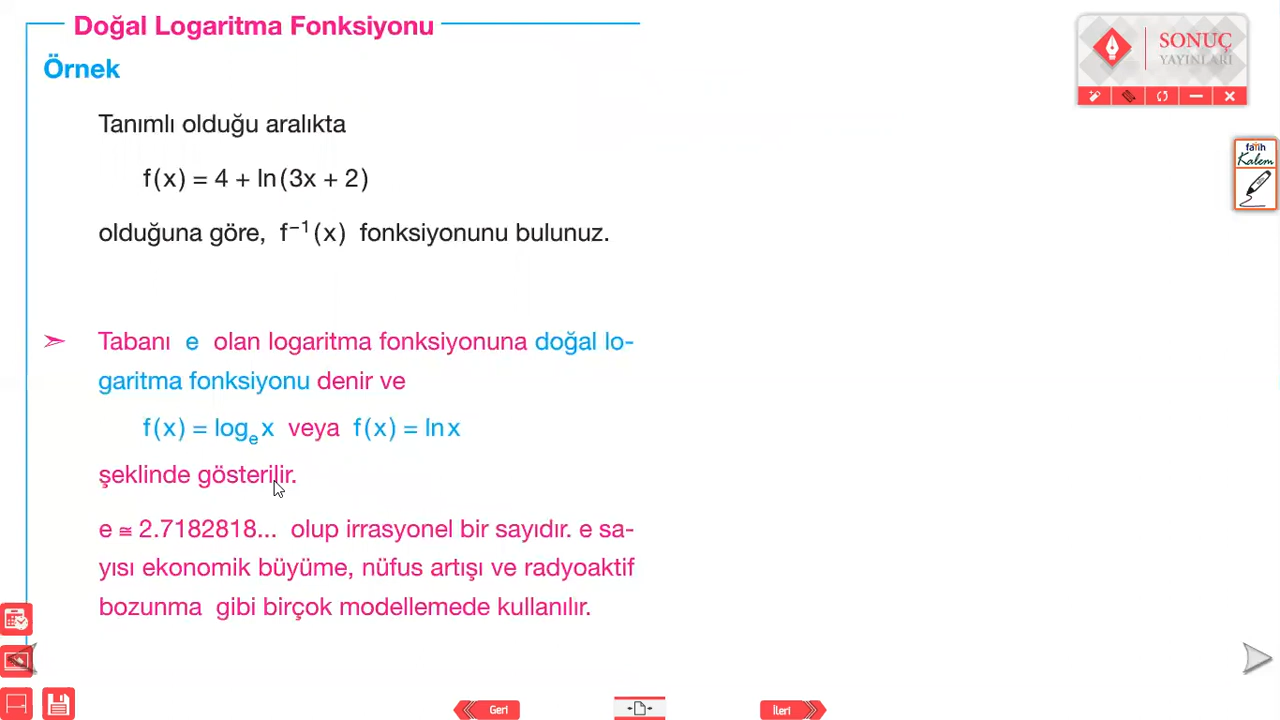 Doğal Logaritma Fonksiyonu
Örnek
Tanımlı olduğu aralıkta
f(x) = 4 + ln(3x + 2)
olduğuna göre, f⁻¹(x) fonksiyonunu bulunuz.
➣ Tabanı e olan logaritma fonksiyonuna doğal lo-
garitma fonksiyonu denir ve
f(x) = logₑx veya f(x) = lnx
şeklinde gösterilir.
e ≅ 2.7182818... olup irrasyonel bir sayıdır. e sa-
yısı ekonomik büyüme, nüfus artışı ve radyoaktif
bozunma gibi birçok modellemede kullanılır.
SONUÇ
YAYINLARI
fatih
Kalem
Geri
İleri